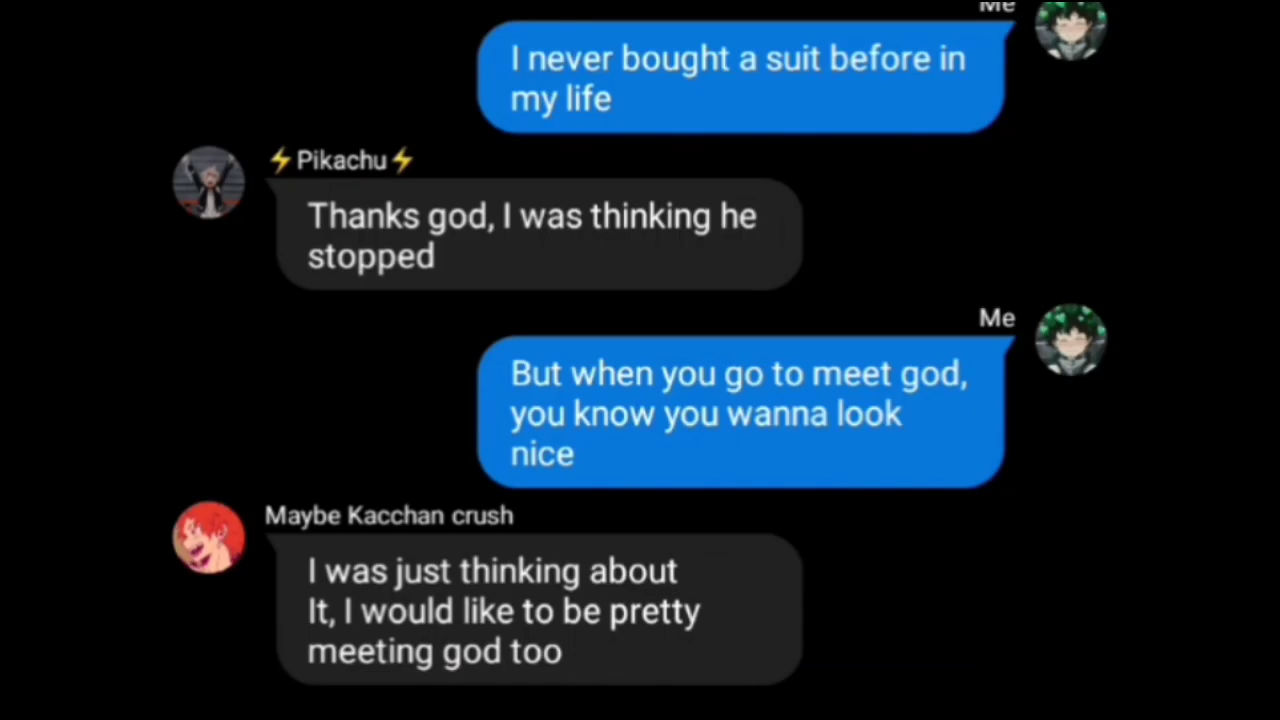 Me
I never bought a suit before in
my life
⚡Pikachu⚡
Thanks god, I was thinking he
stopped
Me
But when you go to meet god,
you know you wanna look
nice
Maybe Kacchan crush
I was just thinking about
It, I would like to be pretty
meeting god too